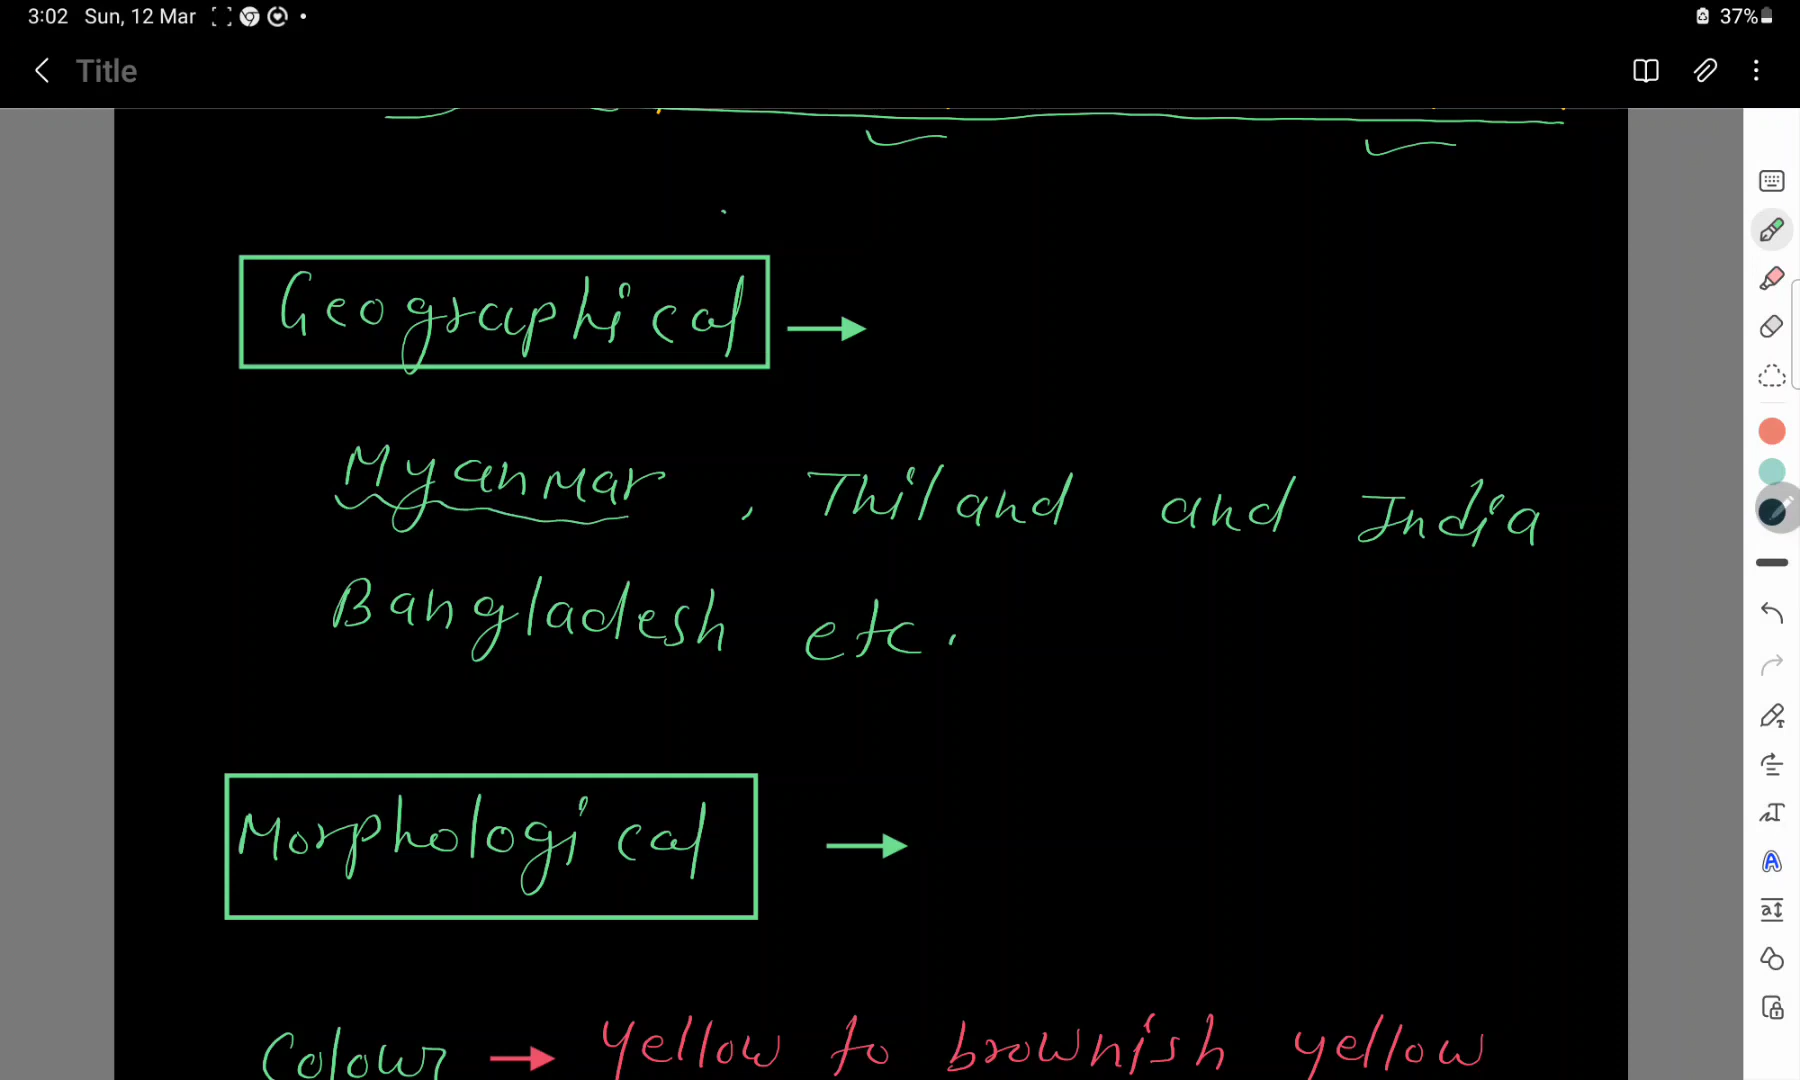 3:02 Sun, 12 Mar
37%
Title
Geographical
Myanmar, Thiland and India
Bangladesh etc.
Morphological
Colour → Yellow to brownish yellow